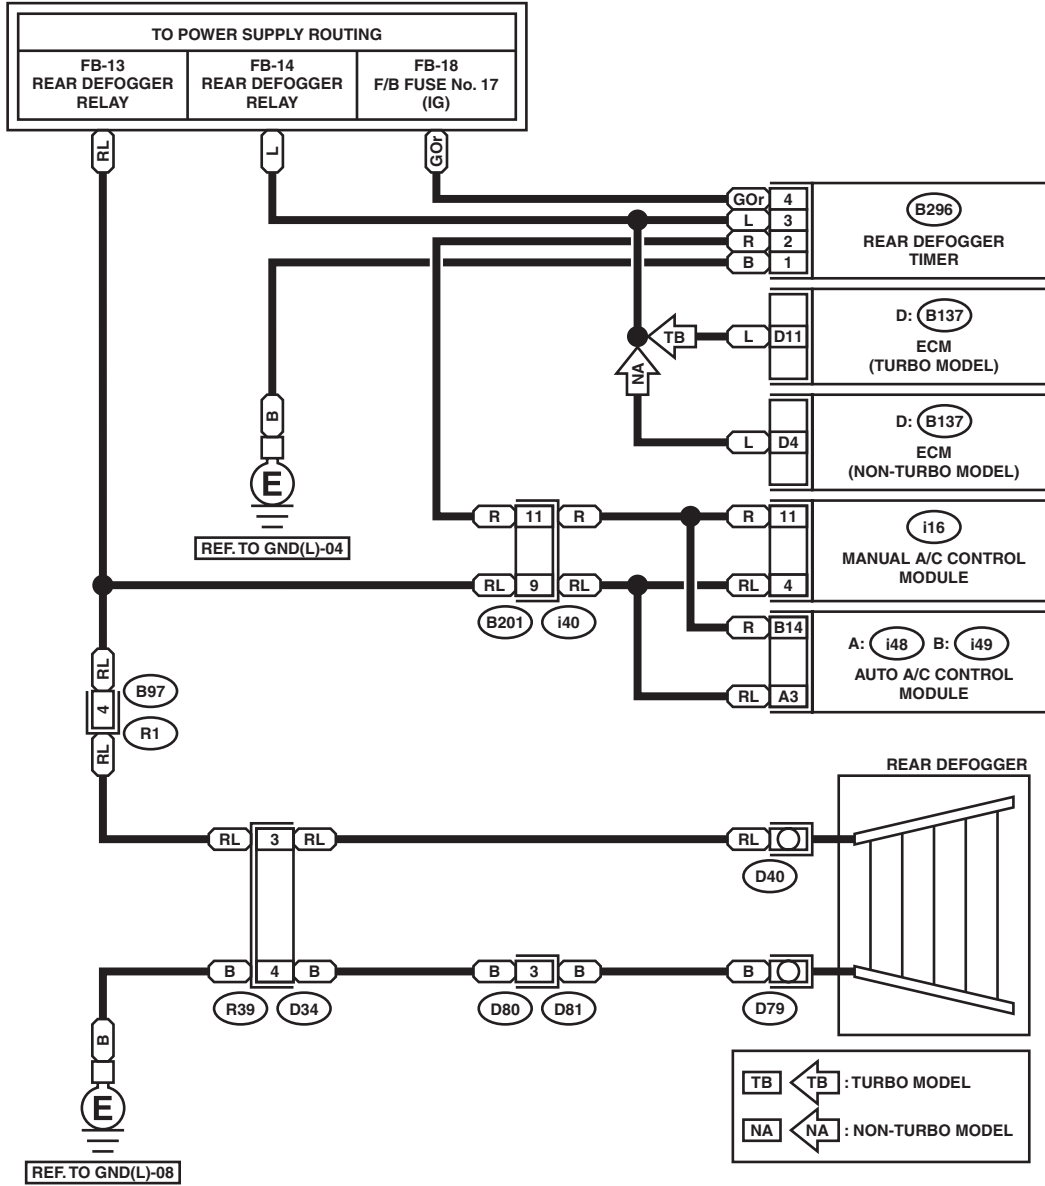 TO POWER SUPPLY ROUTING
FB-13
REAR DEFOGGER
RELAY
FB-14
REAR DEFOGGER
RELAY
FB-18
F/B FUSE No. 17
(IG)
RL
L
GOr
GOr 4
L 3
R 2
B 1
B296
REAR DEFOGGER
TIMER
TB
L D11
D: B137
ECM
(TURBO MODEL)
NA
L D4
D: B137
ECM
(NON-TURBO MODEL)
B
E
REF. TO GND(L)-04
R 11 R
R 11
i16
MANUAL A/C CONTROL
MODULE
RL 9 RL
RL 4
B201
i40
R B14
A: i48 B: i49
AUTO A/C CONTROL
MODULE
RL A3
RL
4
B97
R1
RL
REAR DEFOGGER
RL 3 RL
RL
D40
B 4 B
B 3 B
B
R39
D34
D80
D81
D79
B
E
REF. TO GND(L)-08
TB TB : TURBO MODEL
NA NA : NON-TURBO MODEL